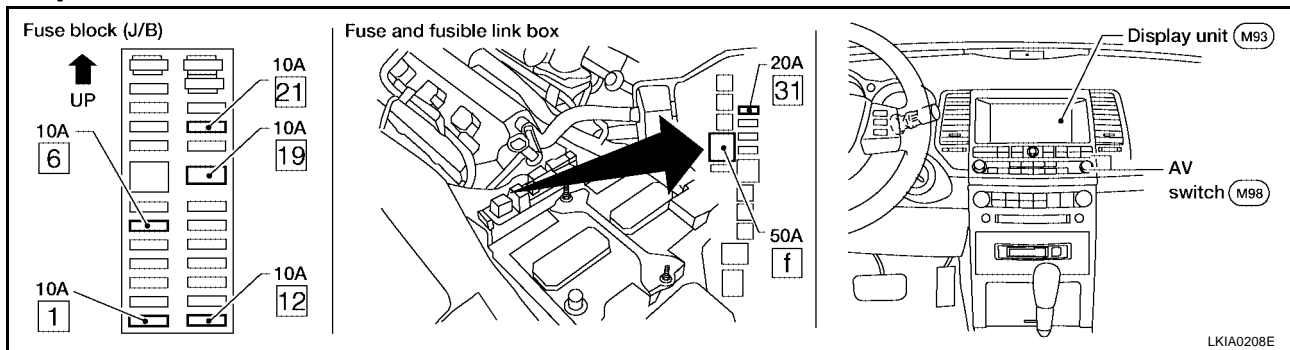 Fuse block (J/B)
UP
10A
21
10A
6
10A
19
10A
1
10A
12
Fuse and fusible link box
20A
31
50A
f
Display unit (M93)
AV
switch (M98)
LKIA0208E